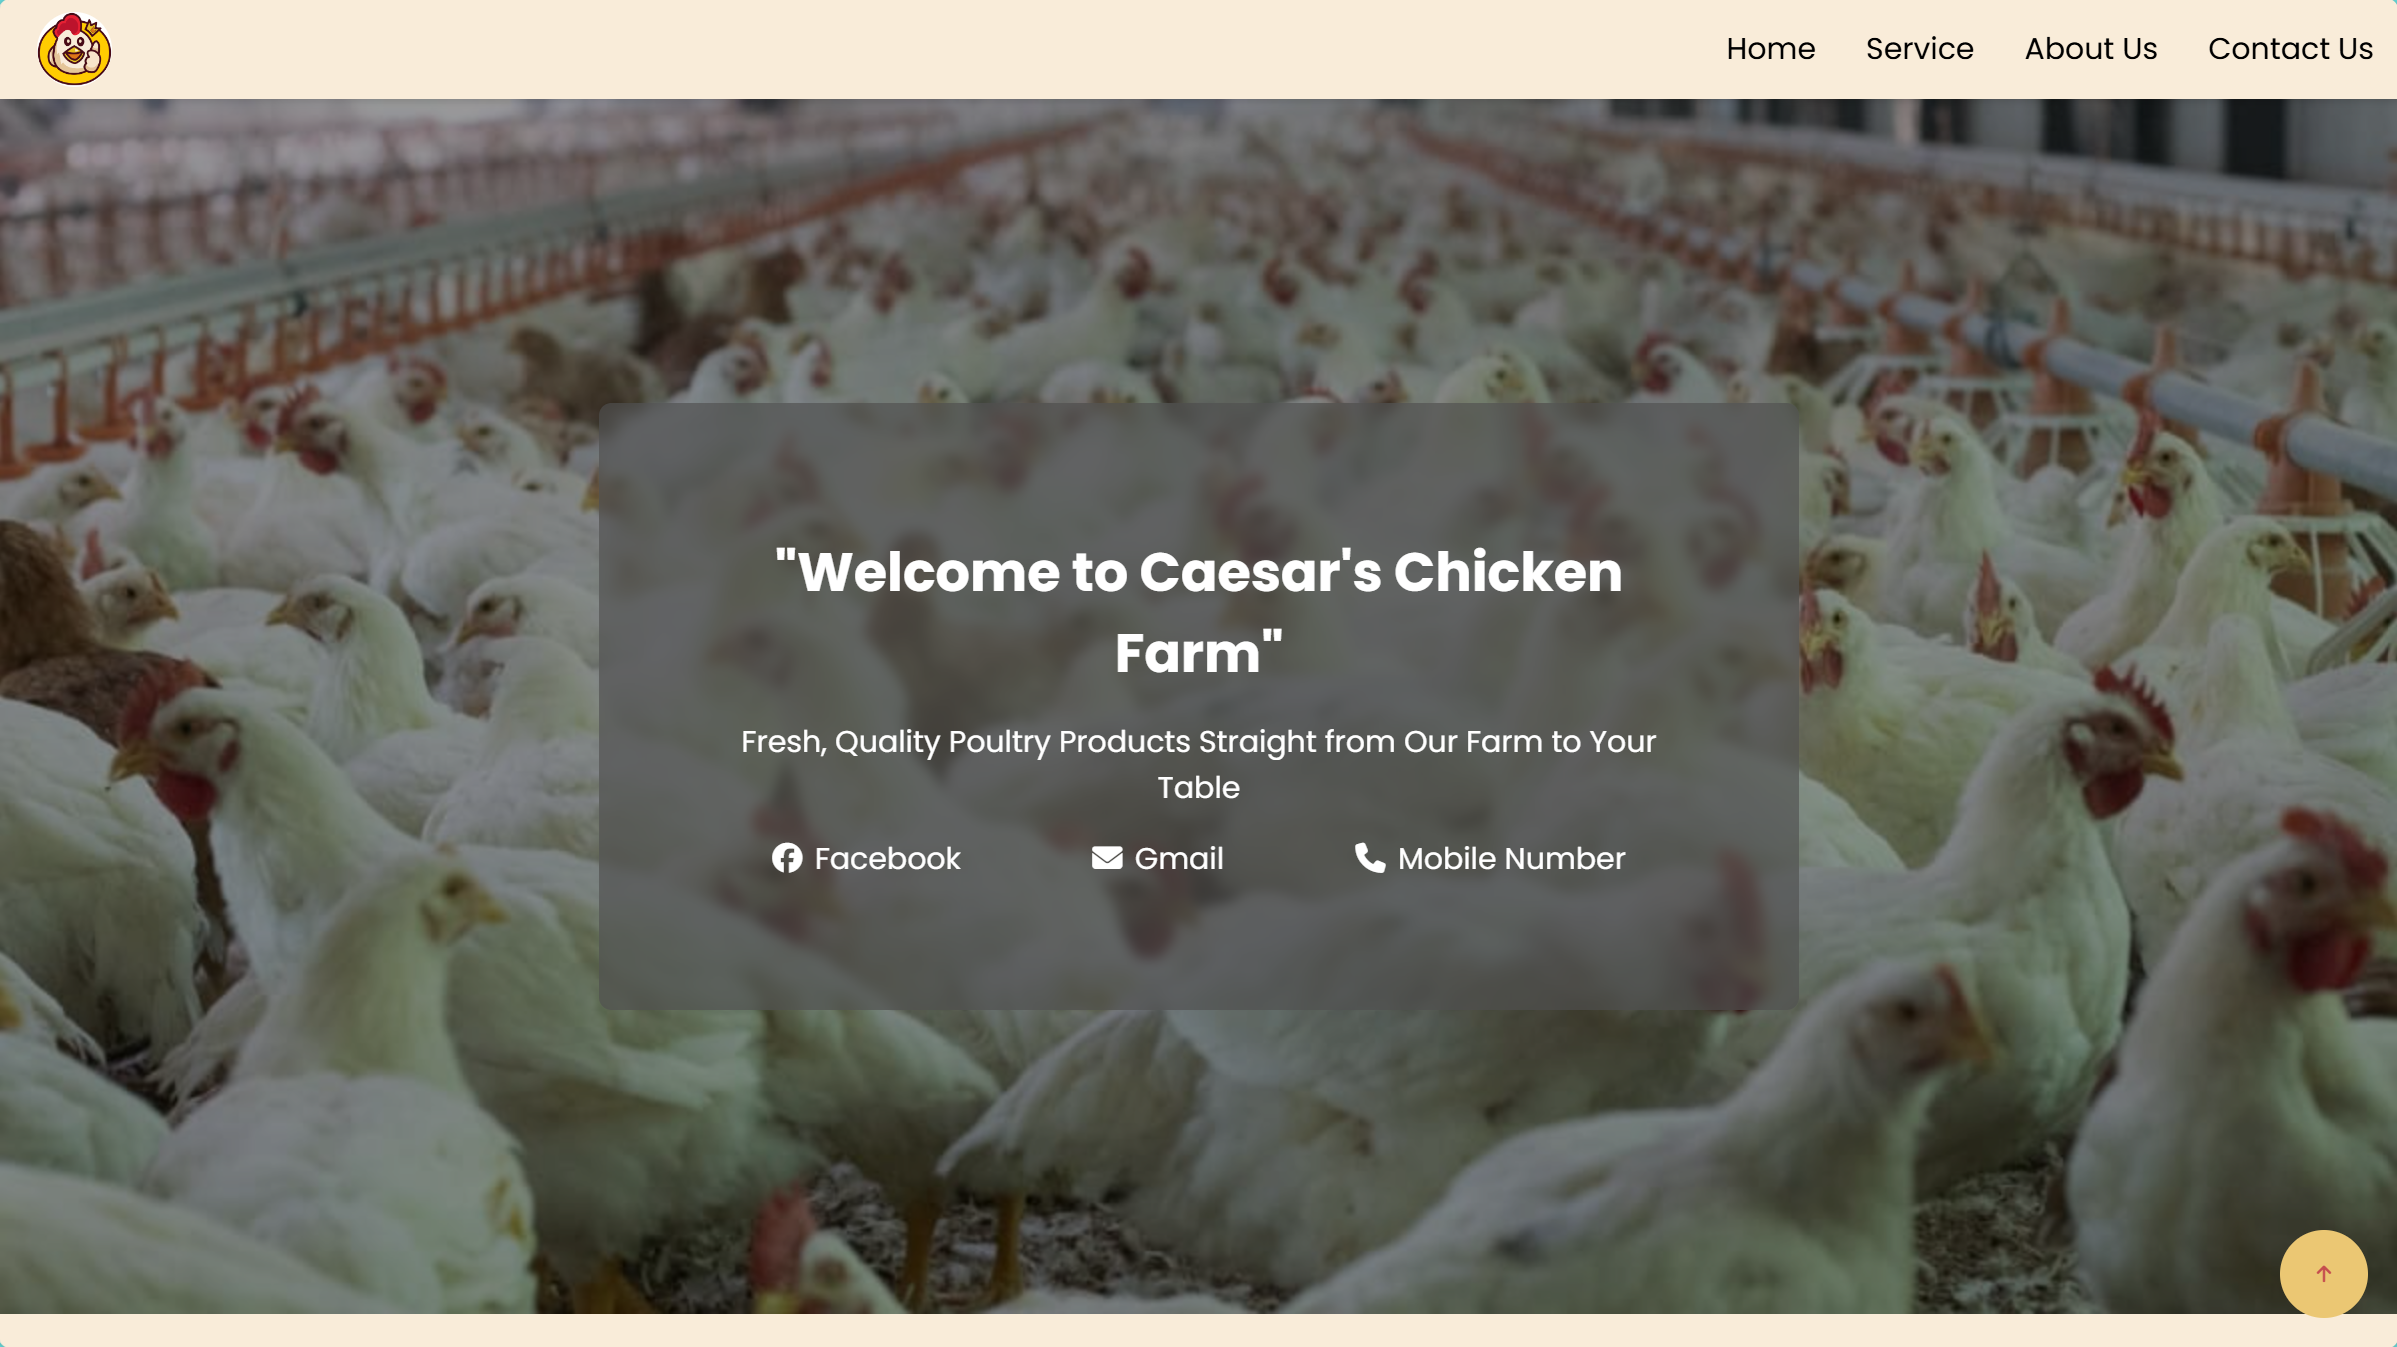 Home Service About Us Contact Us
"Welcome to Caesar's Chicken
Farm"
Fresh, Quality Poultry Products Straight from Our Farm to Your
Table
Facebook Gmail Mobile Number